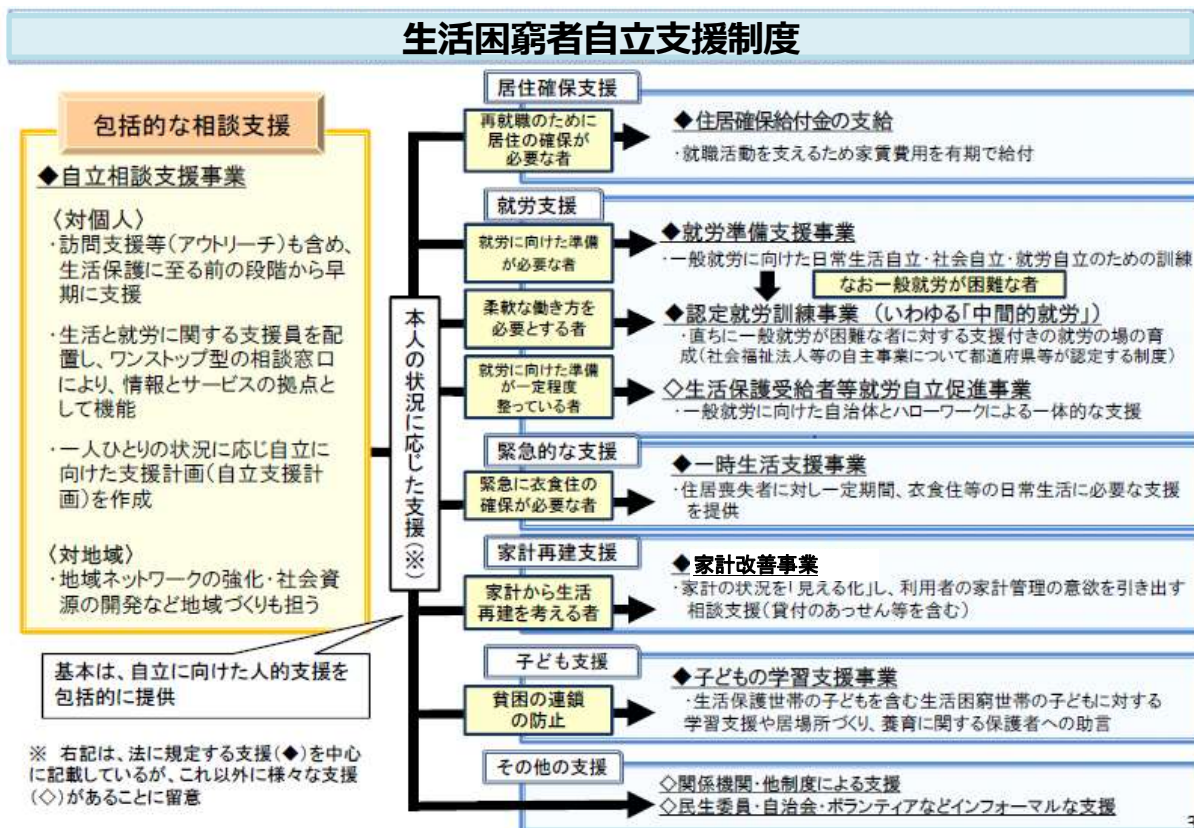 生活困窮者自立支援制度
包括的な相談支援
◆自立相談支援事業
〈対個人〉
･訪問支援等(アウトリーチ)も含め、
生活保護に至る前の段階から早
期に支援
･生活と就労に関する支援員を配
置し、ワンストップ型の相談窓口
により、情報とサービスの拠点と
して機能
･一人ひとりの状況に応じ自立に
向けた支援計画(自立支援計
画)を作成
〈対地域〉
･地域ネットワークの強化･社会資
源の開発など地域づくりも担う
基本は、自立に向けた人的支援を
包括的に提供
※ 右記は、法に規定する支援(◆)を中心
に記載しているが、これ以外に様々な支援
(◇)があることに留意
本人の状況に応じた支援(※)
居住確保支援
再就職のために
居住の確保が
必要な者
◆住居確保給付金の支給
･就職活動を支えるため家賃費用を有期で給付
就労支援
就労に向けた準備
が必要な者
◆就労準備支援事業
･一般就労に向けた日常生活自立･社会自立･就労自立のための訓練
なお一般就労が困難な者
柔軟な働き方を
必要とする者
◆認定就労訓練事業 (いわゆる｢中間的就労｣)
･直ちに一般就労が困難な者に対する支援付きの就労の場の育
成(社会福祉法人等の自主事業について都道府県等が認定する制度)
就労に向けた準備
が一定程度
整っている者
◇生活保護受給者等就労自立促進事業
･一般就労に向けた自治体とハローワークによる一体的な支援
緊急的な支援
緊急に衣食住の
確保が必要な者
◆一時生活支援事業
･住居喪失者に対し一定期間、衣食住等の日常生活に必要な支援
を提供
家計再建支援
家計から生活
再建を考える者
◆家計改善事業
･家計の状況を｢見える化｣し、利用者の家計管理の意欲を引き出す
相談支援(貸付のあっせん等を含む)
子ども支援
貧困の連鎖
の防止
◆子どもの学習支援事業
･生活保護世帯の子どもを含む生活困窮世帯の子どもに対する
学習支援や居場所づくり、養育に関する保護者への助言
その他の支援
◇関係機関･他制度による支援
◇民生委員･自治会･ボランティアなどインフォーマルな支援